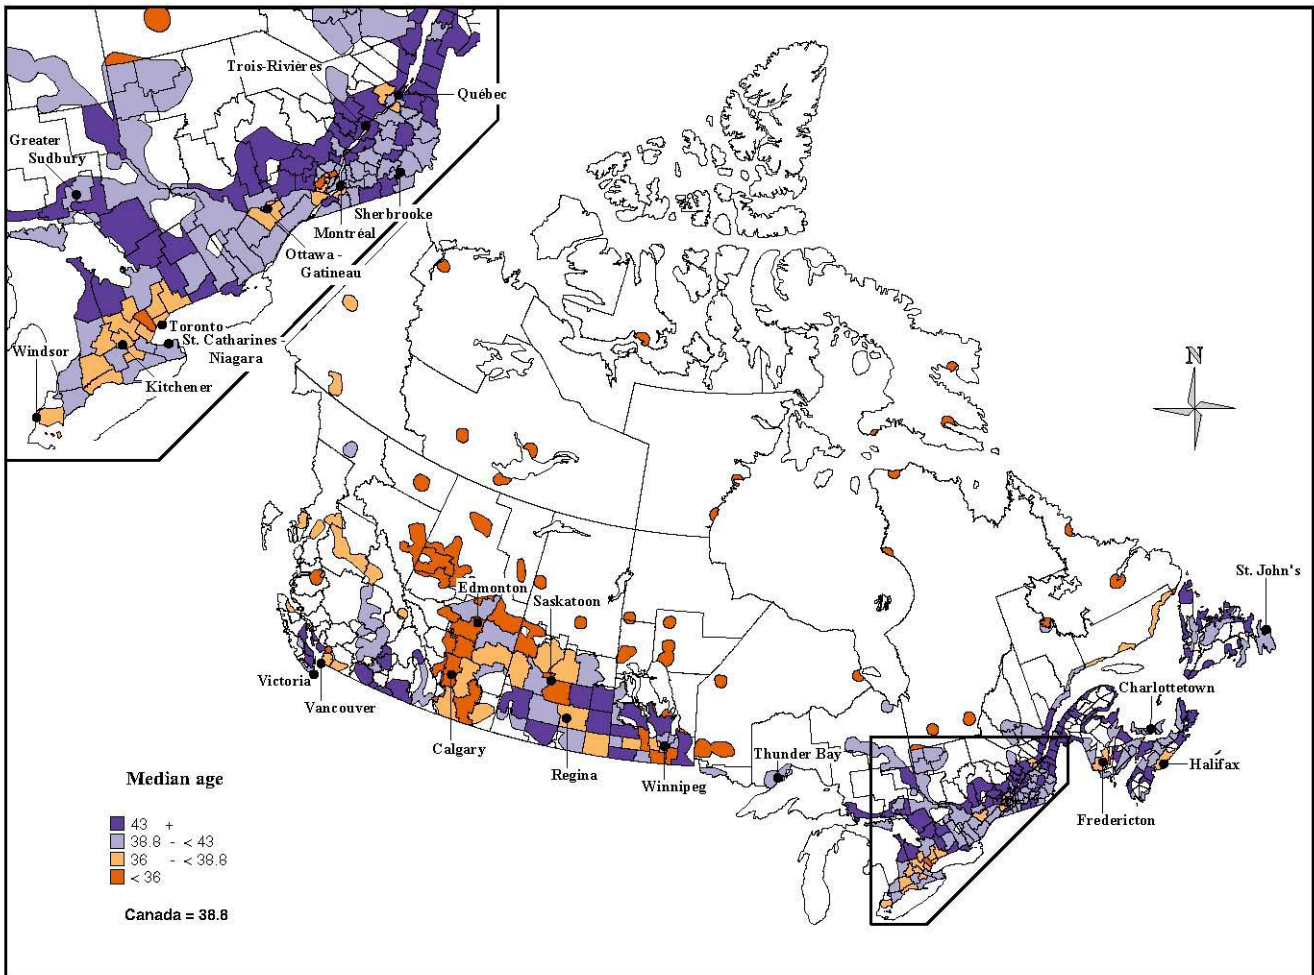 Trois-Rivières
Québec
Greater
Sudbury
Sherbrooke
Montréal
Ottawa -
Gatineau
Toronto
St. Catharines -
Niagara
Windsor
Kitchener
N
Edmonton
Saskatoon
St. John's
Victoria
Vancouver
Charlottetown
Calgary
Regina
Winnipeg
Thunder Bay
Halifax
Fredericton
Median age
43 +
38.8 - < 43
36 - < 38.8
< 36
Canada = 38.8